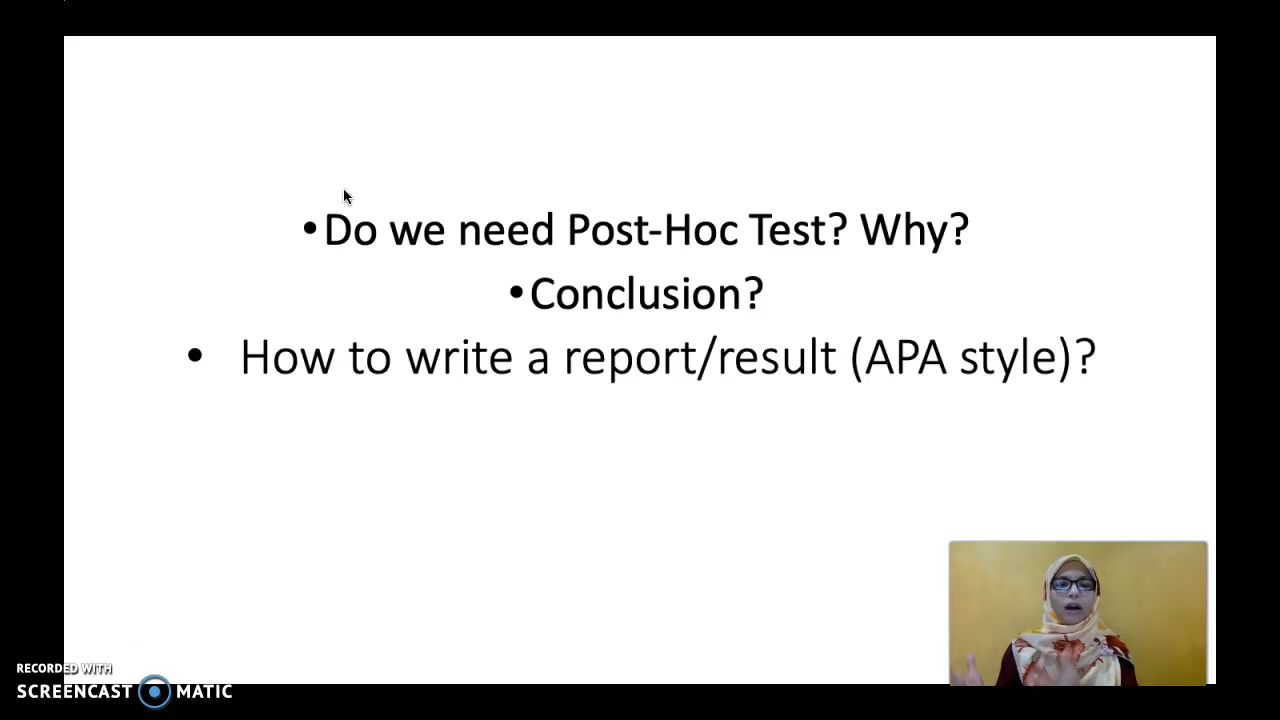 •Do we need Post-Hoc Test? Why?
•Conclusion?
• How to write a report/result (APA style)?
RECORDED WITH
SCREENCAST MATIC